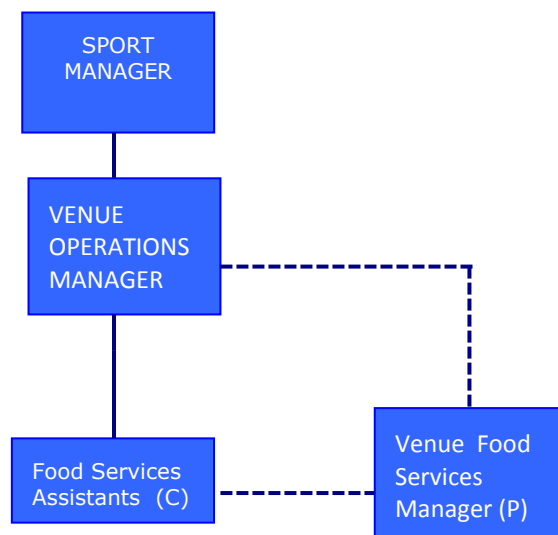 SPORT
MANAGER
VENUE
OPERATIONS
MANAGER
Food Services
Assistants (C)
Venue Food
Services
Manager (P)